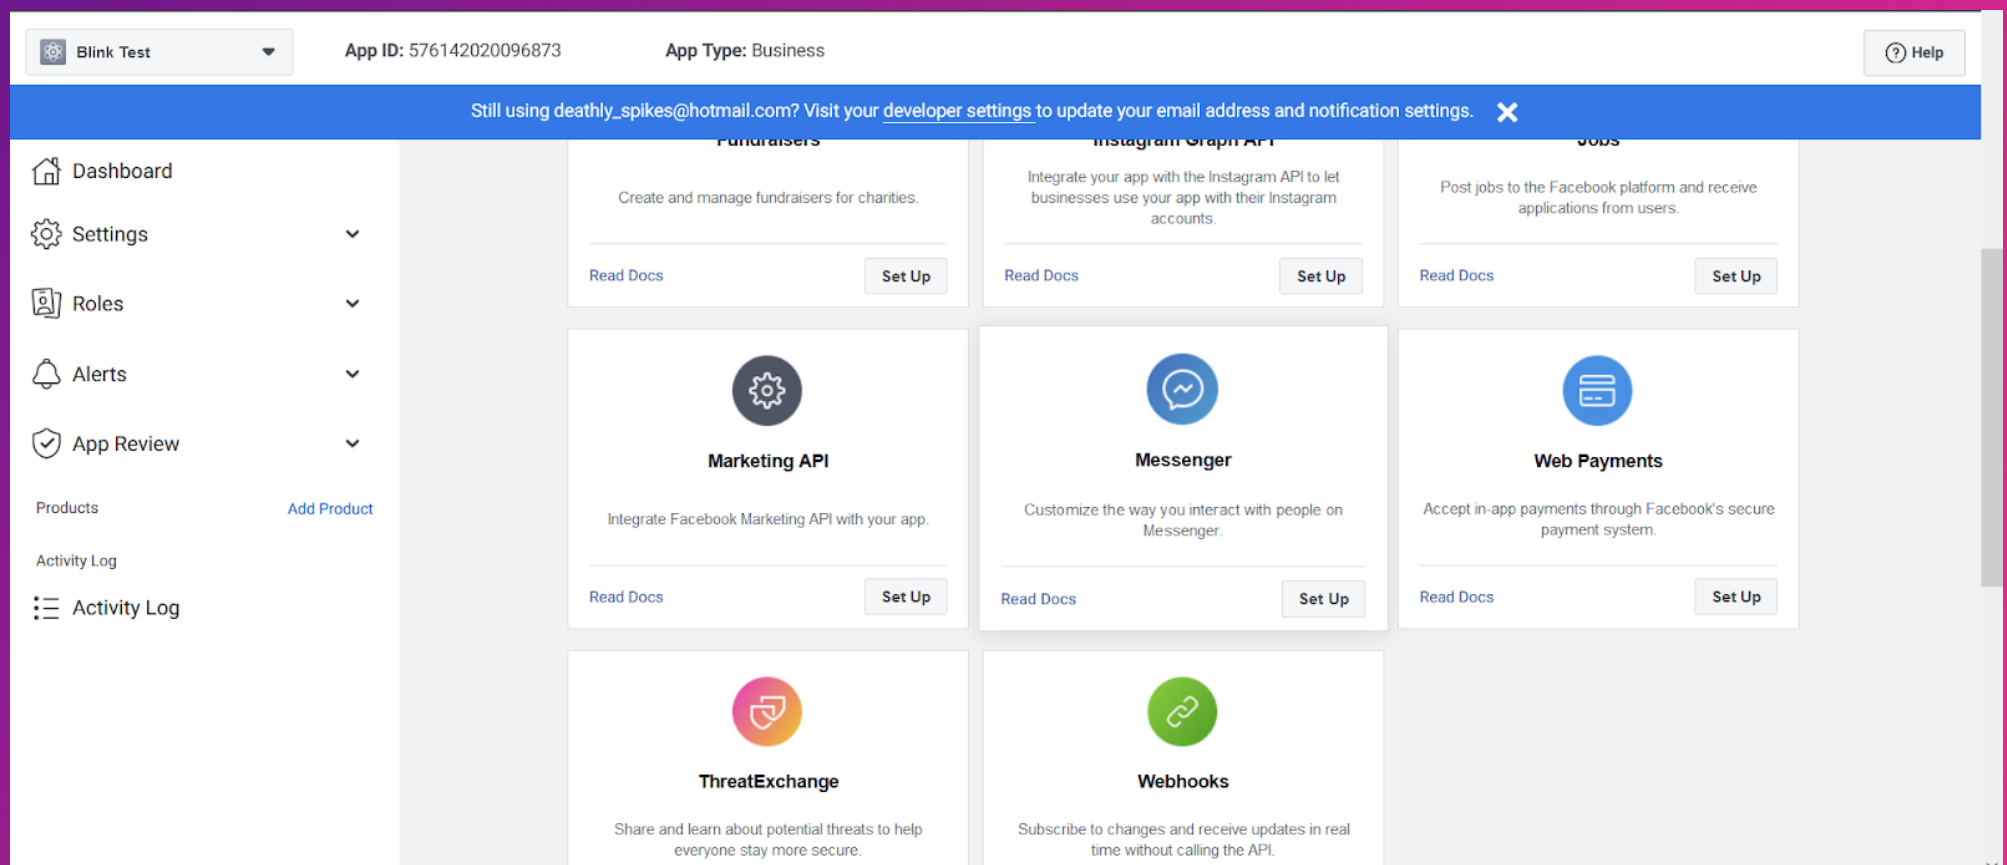 Blink Test
App ID: 576142020096873
App Type: Business
Help
Still using deathly_spikes@hotmail.com? Visit your developer settings to update your email address and notification settings.
Dashboard
Settings
Roles
Alerts
App Review
Products
Add Product
Activity Log
Activity Log
Fundraisers
Create and manage fundraisers for charities.
Read Docs
Set Up
Instagram Graph API
Integrate your app with the Instagram API to let
businesses use your app with their Instagram
accounts.
Read Docs
Set Up
Jobs
Post jobs to the Facebook platform and receive
applications from users.
Read Docs
Set Up
Marketing API
Integrate Facebook Marketing API with your app.
Read Docs
Set Up
Messenger
Customize the way you interact with people on
Messenger.
Read Docs
Set Up
Web Payments
Accept in-app payments through Facebook's secure
payment system.
Read Docs
Set Up
ThreatExchange
Share and learn about potential threats to help
everyone stay more secure.
Webhooks
Subscribe to changes and receive updates in real
time without calling the API.